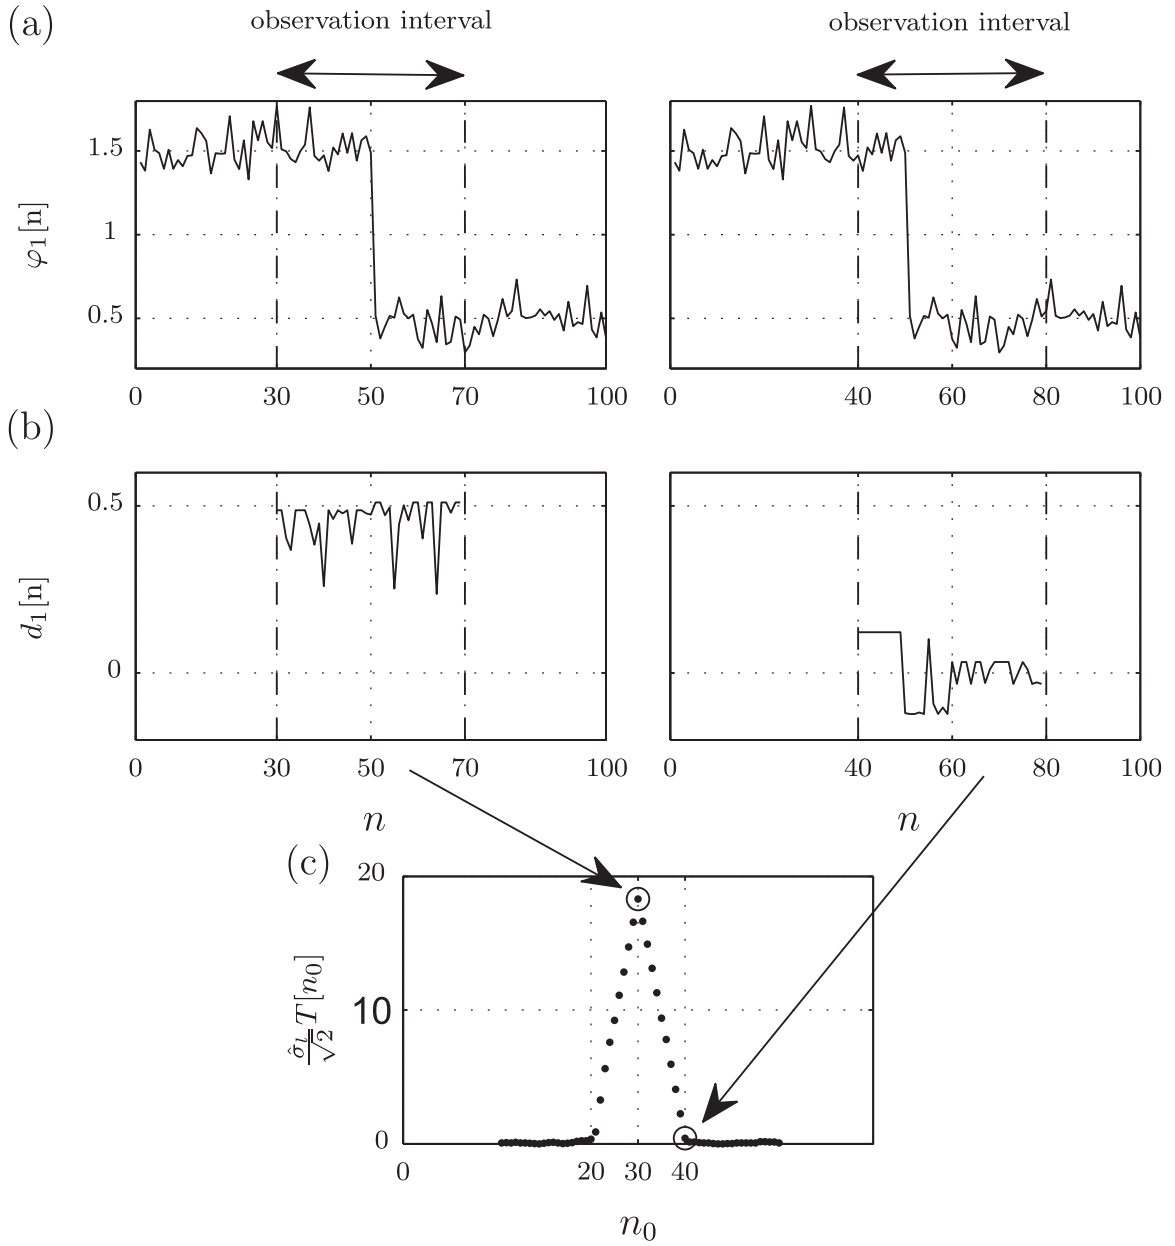 (a)
observation interval
observation interval
φ₁[n]
1.5
1
0.5
0 30 50 70 100
0 40 60 80 100
(b)
d₁[n]
0.5
0
0 30 50 70 100
0 40 60 80 100
n
n
(c)
σ̂ₗ/√2 T[n₀]
20
10
0
0 20 30 40
n₀